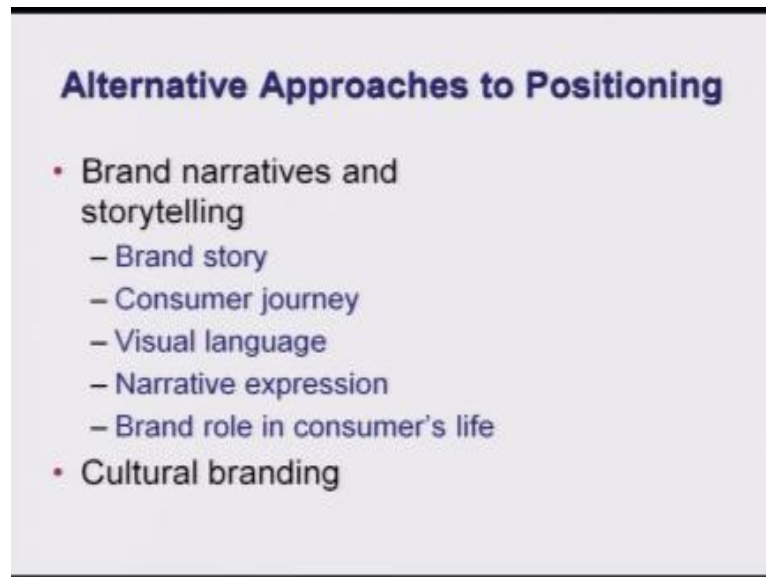 Alternative Approaches to Positioning
• Brand narratives and
storytelling
– Brand story
– Consumer journey
– Visual language
– Narrative expression
– Brand role in consumer's life
• Cultural branding